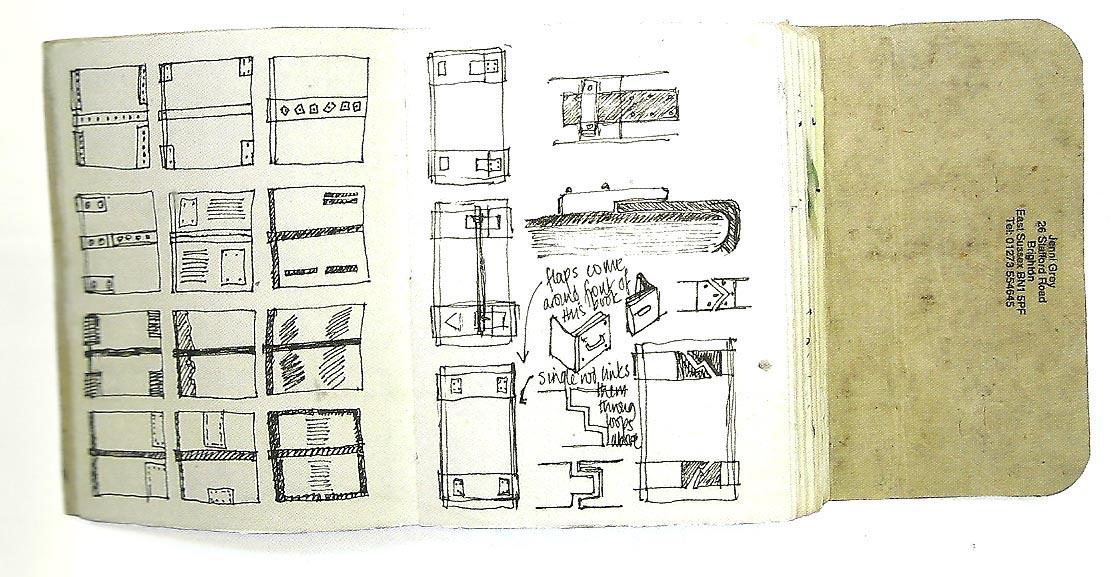 flaps come
around front of
this book
single rod links
them
throug
loops
above
Jenni Grey
26 Stafford Road
Brighton
East Sussex BN1 5PF
Tel: 01273 554645